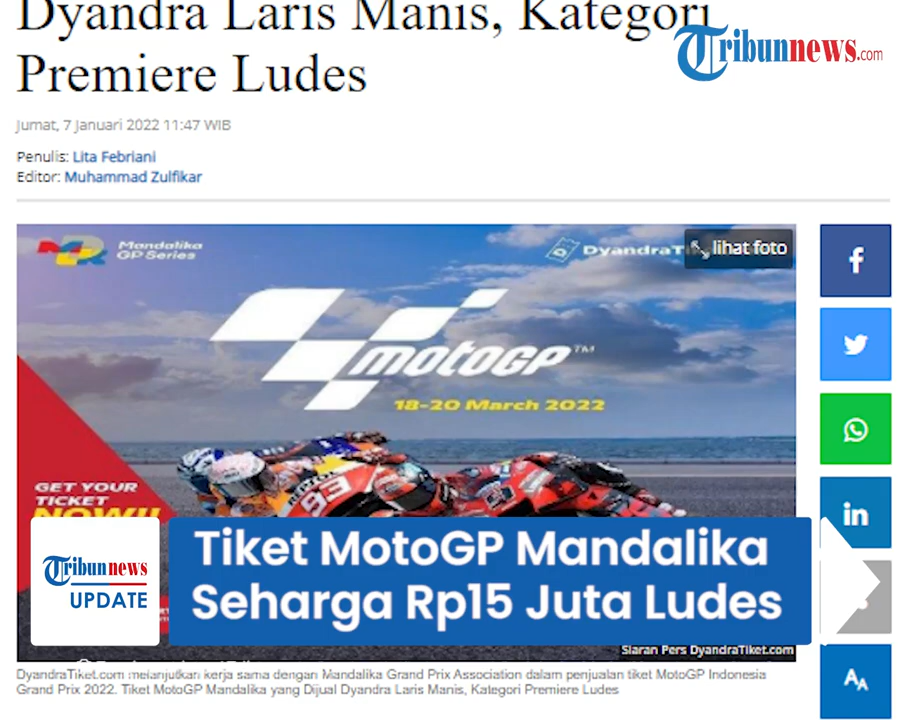 Dyandra Laris Manis, Kategori
Premiere Ludes
Tribunnews.com
Jumat, 7 Januari 2022 11:47 WIB
Penulis: Lita Febriani
Editor: Muhammad Zulfikar
Mandalika
GP Series
lihat foto
motoGP™
18-20 March 2022
GET YOUR
TICKET
NOW!!
93
Tribunnews
UPDATE
Tiket MotoGP Mandalika
Seharga Rp15 Juta Ludes
Siaran Pers DyandraTiket.com
DyandraTiket.com melanjutkan kerja sama dengan Mandalika Grand Prix Association dalam penjualan tiket MotoGP Indonesia
Grand Prix 2022. Tiket MotoGP Mandalika yang Dijual Dyandra Laris Manis, Kategori Premiere Ludes
f
in
AA